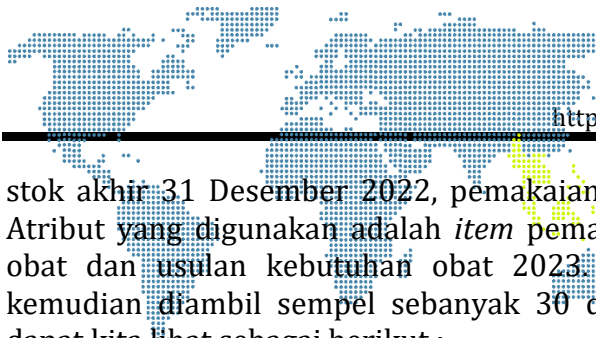 http
stok akhir 31 Desember 2022, pemakaian
Atribut yang digunakan adalah item pema
obat dan usulan kebutuhan obat 2023.
kemudian diambil sempel sebanyak 30 d
dapat kita lihat sebagai berikut :